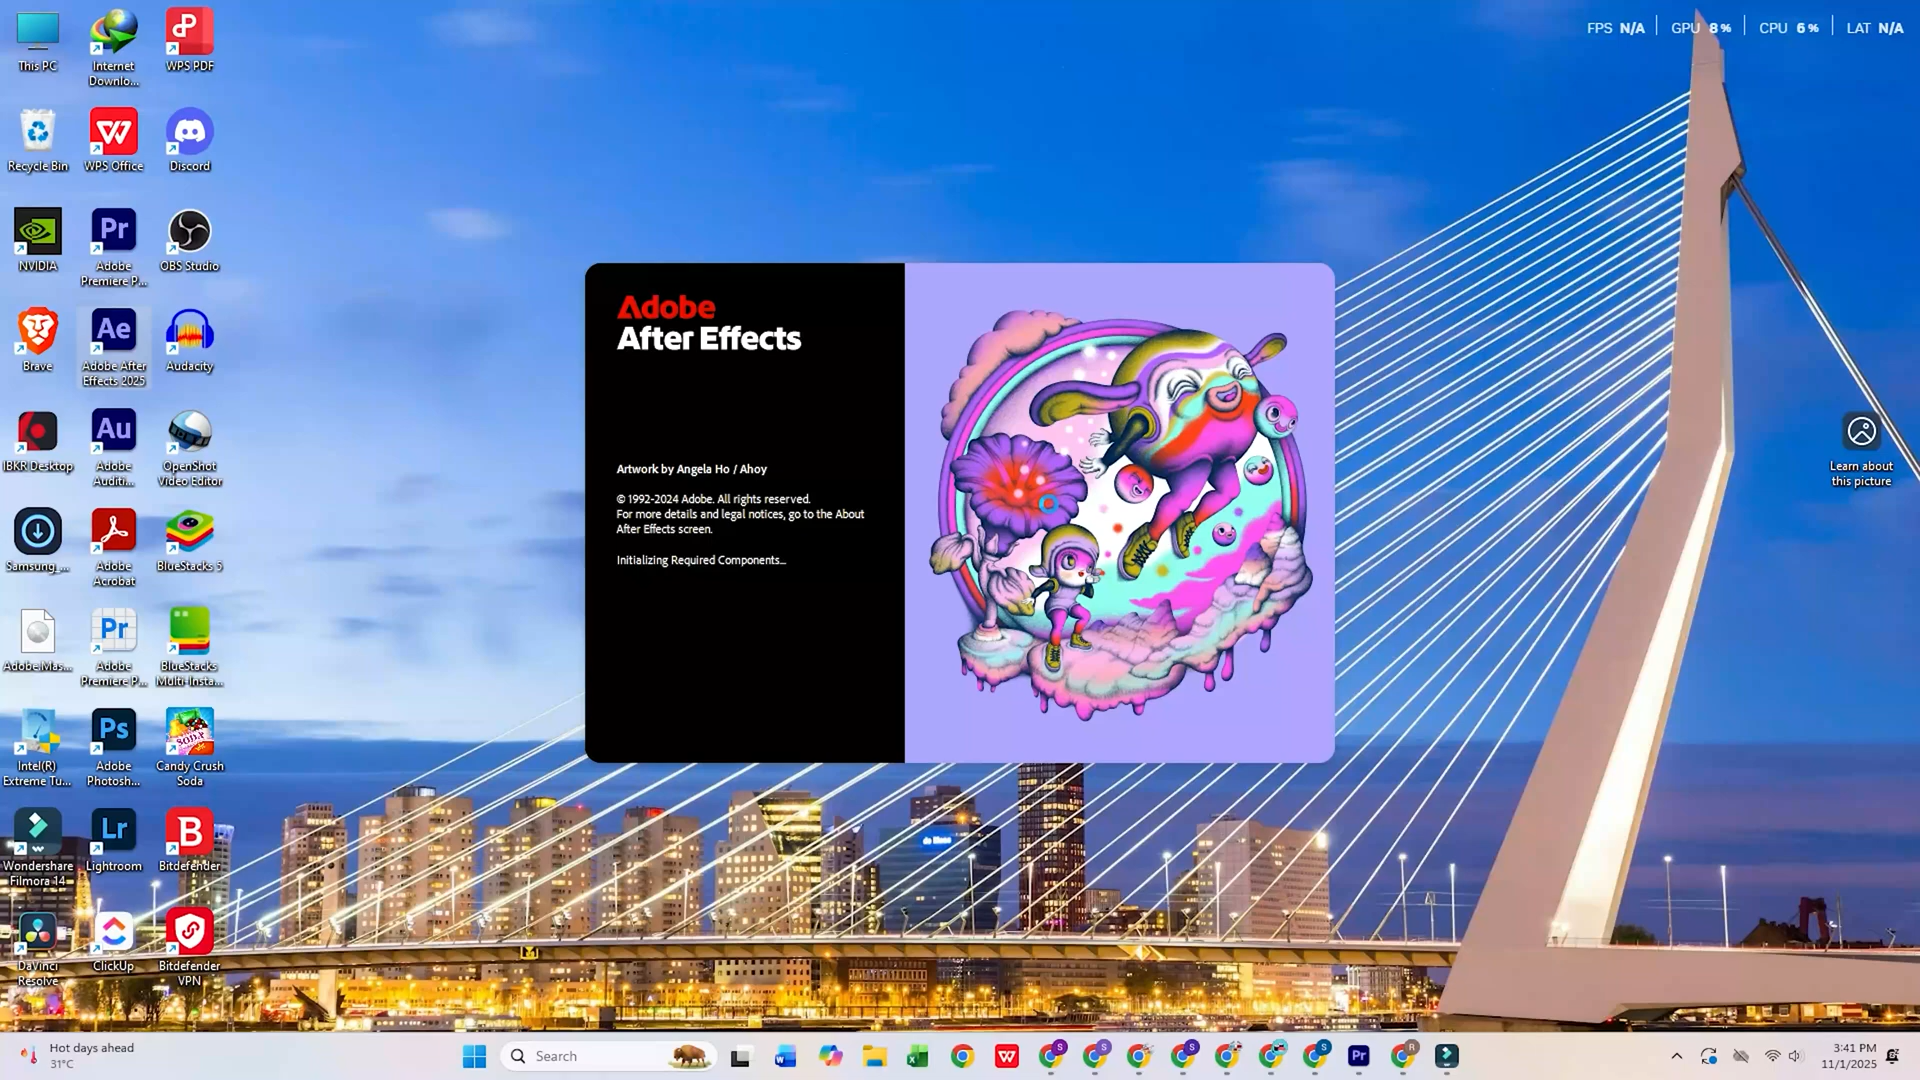 FPS N/A GPU 8% CPU 6% LAT N/A
This PC
Internet
Downlo...
WPS PDF
Recycle Bin
WPS Office
Discord
NVIDIA
Adobe
Premiere P...
OBS Studio
Brave
Adobe After
Effects 2025
Audacity
IBKR Desktop
Adobe
Auditi...
OpenShot
Video Editor
Samsung_...
Adobe
Acrobat
BlueStacks 5
Adobe.Mas...
Adobe
Premiere P...
BlueStacks
Multi-Insta...
Intel(R)
Extreme Tu...
Adobe
Photosh...
Candy Crush
Soda
Wondershare
Filmora 14
Lightroom
Bitdefender
DaVinci
Resolve
ClickUp
Bitdefender
VPN
Adobe
After Effects
Artwork by Angela Ho / Ahoy
© 1992-2024 Adobe. All rights reserved.
For more details and legal notices, go to the About
After Effects screen.
Initializing Required Components...
Learn about
this picture
Hot days ahead
31°C
Search
3:41 PM
11/1/2025